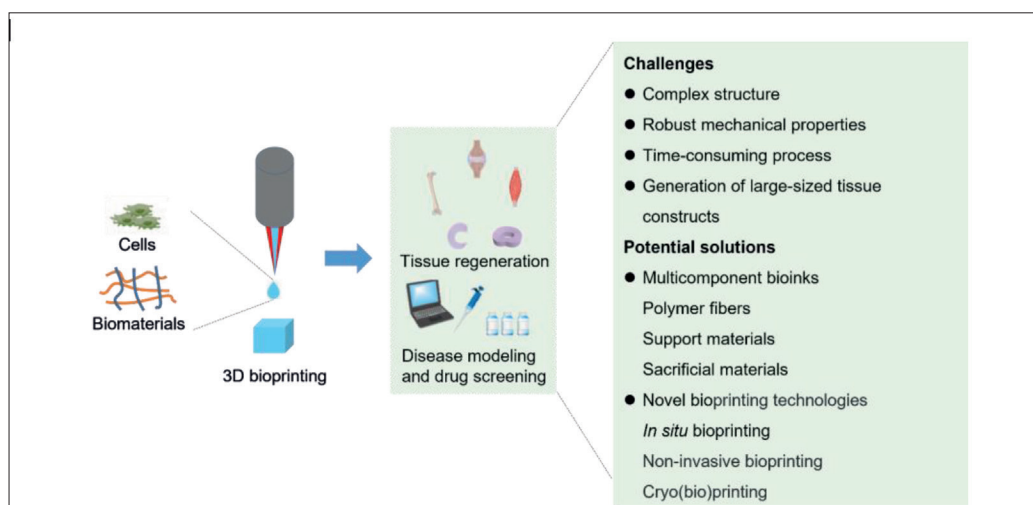 Cells
Biomaterials
3D bioprinting
Tissue regeneration
Disease modeling
and drug screening
Challenges
● Complex structure
● Robust mechanical properties
● Time-consuming process
● Generation of large-sized tissue
constructs
Potential solutions
● Multicomponent bioinks
Polymer fibers
Support materials
Sacrificial materials
● Novel bioprinting technologies
In situ bioprinting
Non-invasive bioprinting
Cryo(bio)printing